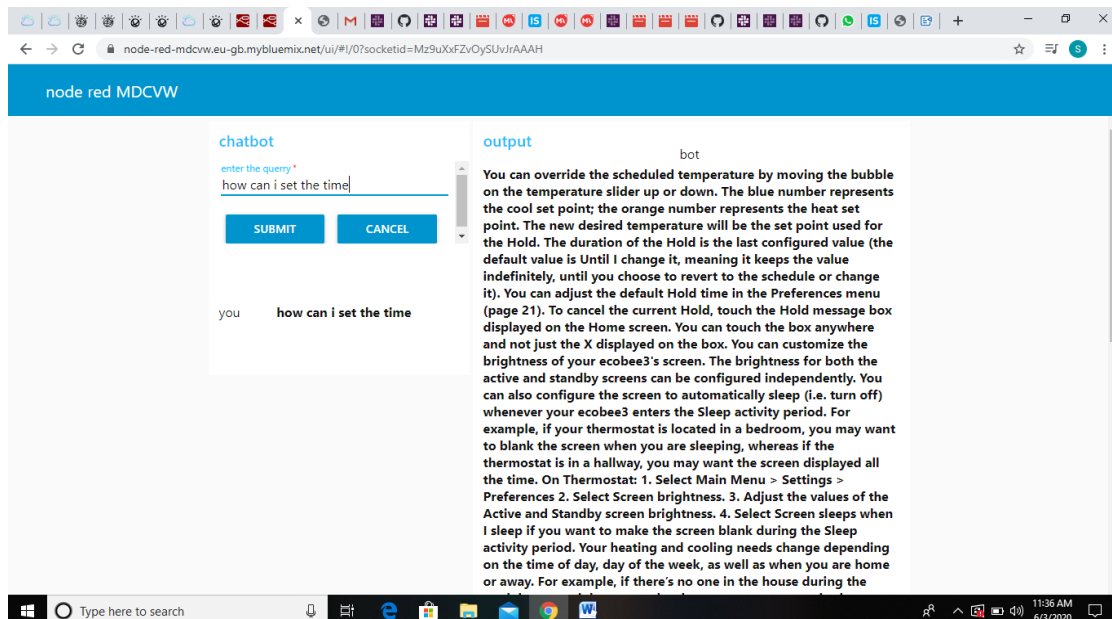 node-red-mdcvw.eu-gb.mybluemix.net/ui/#!/0?socketid=Mz9uXxFZvOySUvJrAAAH
S
node red MDCVW
chatbot
enter the querry *
how can i set the time
SUBMIT
CANCEL
you
how can i set the time
output
bot
You can override the scheduled temperature by moving the bubble
on the temperature slider up or down. The blue number represents
the cool set point; the orange number represents the heat set
point. The new desired temperature will be the set point used for
the Hold. The duration of the Hold is the last configured value (the
default value is Until I change it, meaning it keeps the value
indefinitely, until you choose to revert to the schedule or change
it). You can adjust the default Hold time in the Preferences menu
(page 21). To cancel the current Hold, touch the Hold message box
displayed on the Home screen. You can touch the box anywhere
and not just the X displayed on the box. You can customize the
brightness of your ecobee3's screen. The brightness for both the
active and standby screens can be configured independently. You
can also configure the screen to automatically sleep (i.e. turn off)
whenever your ecobee3 enters the Sleep activity period. For
example, if your thermostat is located in a bedroom, you may want
to blank the screen when you are sleeping, whereas if the
thermostat is in a hallway, you may want the screen displayed all
the time. On Thermostat: 1. Select Main Menu > Settings >
Preferences 2. Select Screen brightness. 3. Adjust the values of the
Active and Standby screen brightness. 4. Select Screen sleeps when
I sleep if you want to make the screen blank during the Sleep
activity period. Your heating and cooling needs change depending
on the time of day, day of the week, as well as when you are home
or away. For example, if there's no one in the house during the
Type here to search
11:36 AM
6/3/2020